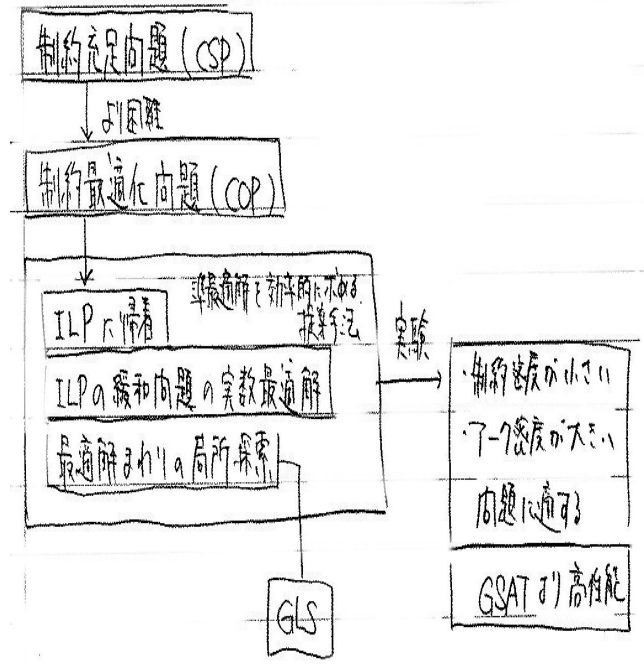 制約充足問題(CSP)
より困難
制約最適化問題(COP)
準最適解を効率的に求める
提案手法
ILPに帰着
ILPの緩和問題の実数最適解
最適解まわりの局所探索
GLS
実験
・制約密度が小さい
・アーク密度が大きい
問題に適する
GSATより高性能